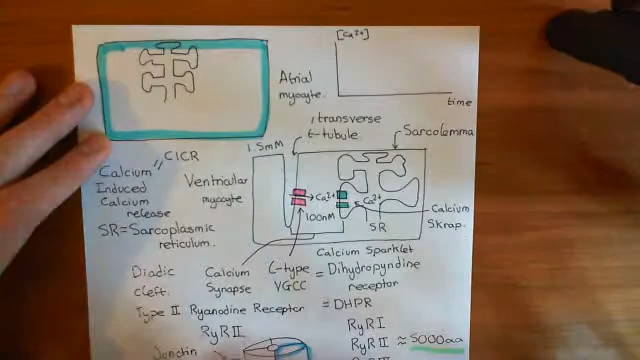 [Ca²⁺]
time
Atrial
myocyte.
transverse
t-tubule
Sarcolemma
1.5mM
CICR
Calcium
Induced
Calcium
release
SR=Sarcoplasmic
reticulum.
Ventricular
myocyte
Ca²⁺
100nM
Ca²⁺
SR
Calcium
Skrap.
Calcium Sparklet
Diadic
cleft.
Calcium
Synapse
L-type
VGCC
= Dihydropyridine
receptor
= DHPR
Type II Ryanodine Receptor
RyR II
RyR I
RyR II ≈ 5000aa
Junctin